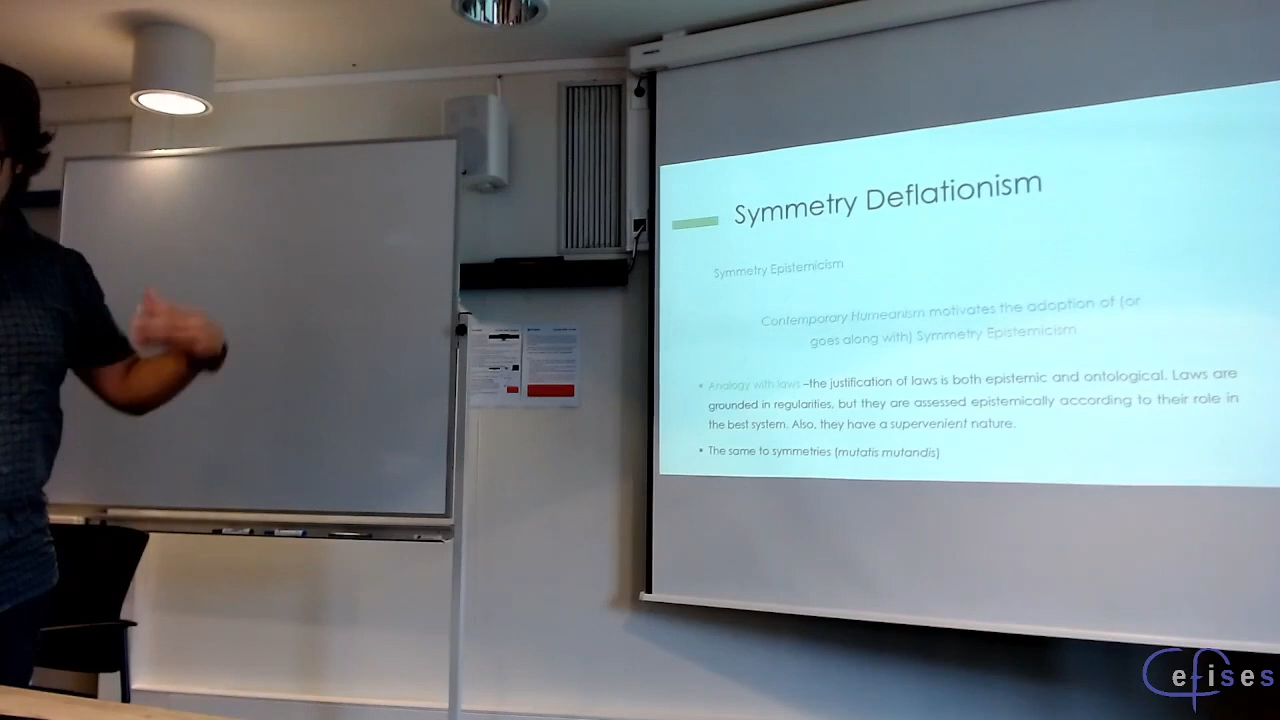 Symmetry Deflationism
Symmetry Epistemicism
Contemporary Humeanism motivates the adoption of (or
goes along with) Symmetry Epistemicism
▪ Analogy with laws –the justification of laws is both epistemic and ontological. Laws are
grounded in regularities, but they are assessed epistemically according to their role in
the best system. Also, they have a supervenient nature.
▪ The same to symmetries (mutatis mutandis)
Cefises